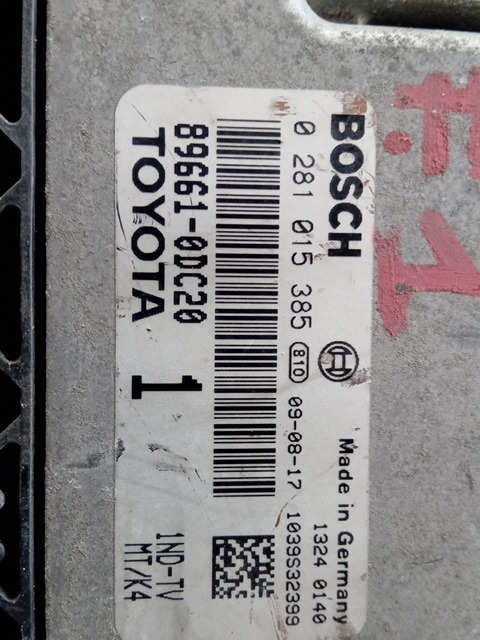 BOSCH
0 281 015 385 810 09-08-17 1039S32399
Made in Germany
1324 0140
89661-0DC20
TOYOTA 1
1ND-TV
MT/K4